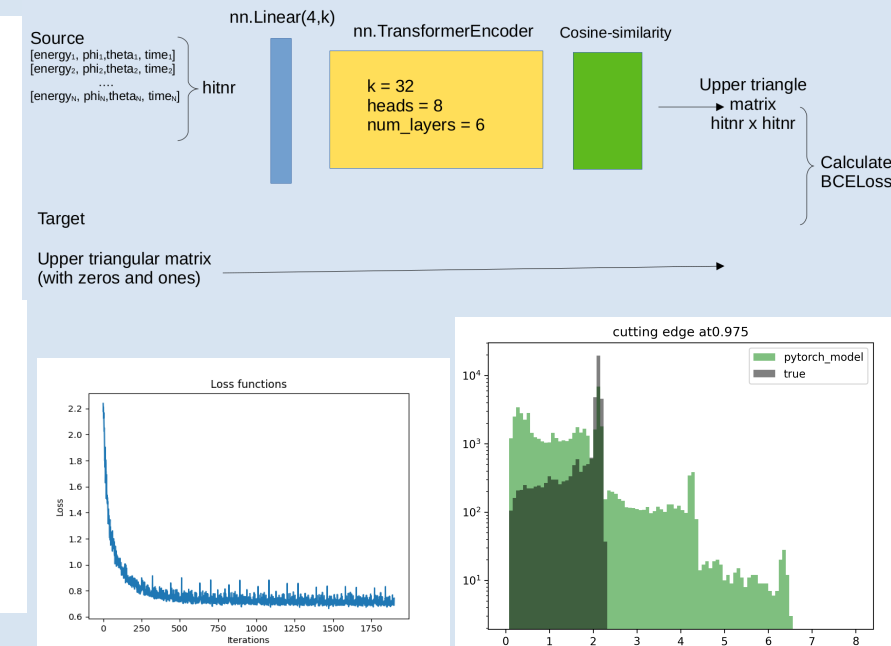 nn.Linear(4,k)
nn.TransformerEncoder
Cosine-similarity
Source
[energy₁, phi₁,theta₁, time₁]
[energy₂, phi₂,theta₂, time₂]
....
[energyN, phiN,thetaN, timeN]
hitnr
k = 32
heads = 8
num_layers = 6
Upper triangle
matrix
hitnr x hitnr
Calculate
BCELoss
Target
Upper triangular matrix
(with zeros and ones)
Loss functions
Loss
2.2
2.0
1.8
1.6
1.4
1.2
1.0
0.8
0.6
0 250 500 750 1000 1250 1500 1750
Iterations
cutting edge at0.975
pytorch_model
true
10⁴
10³
10²
10¹
0 1 2 3 4 5 6 7 8